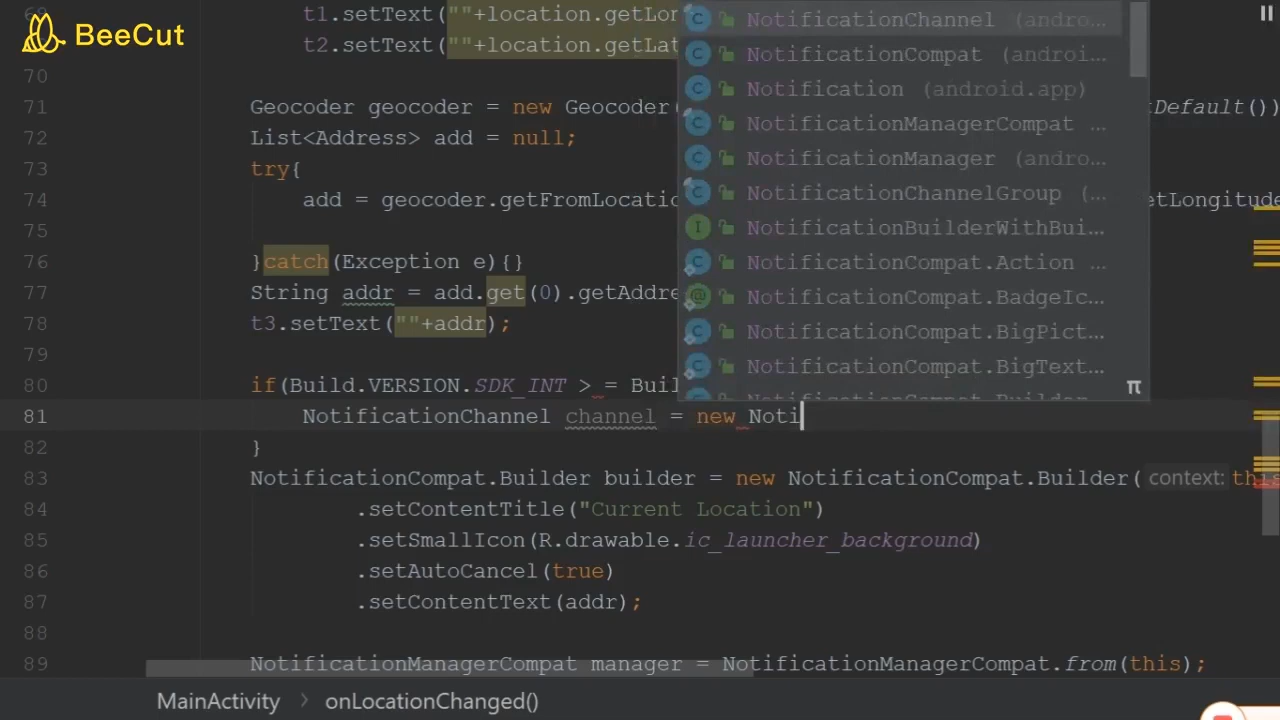 BeeCut
69 t1.setText(""+location.getLon
t2.setText(""+location.getLat
70
71 Geocoder geocoder = new Geocoder( Default())
72 List<Address> add = null;
73 try{
74 add = geocoder.getFromLocatio etLongitude
75
76 }catch(Exception e){}
77 String addr = add.get(0).getAddre
78 t3.setText(""+addr);
79
80 if(Build.VERSION.SDK_INT > = Buil
81 NotificationChannel channel = new Noti
82 }
83 NotificationCompat.Builder builder = new NotificationCompat.Builder( context: this
84 .setContentTitle("Current Location")
85 .setSmallIcon(R.drawable.ic_launcher_background)
86 .setAutoCancel(true)
87 .setContentText(addr);
88
89 NotificationManagerCompat manager = NotificationManagerCompat.from(this);
NotificationChannel (andro...
NotificationCompat (androi...
Notification (android.app)
NotificationManagerCompat ...
NotificationManager (andro...
NotificationChannelGroup (...
NotificationBuilderWithBui...
NotificationCompat.Action ...
NotificationCompat.BadgeIc...
NotificationCompat.BigPict...
NotificationCompat.BigText...
NotificationCompat.Builder
π
MainActivity > onLocationChanged()